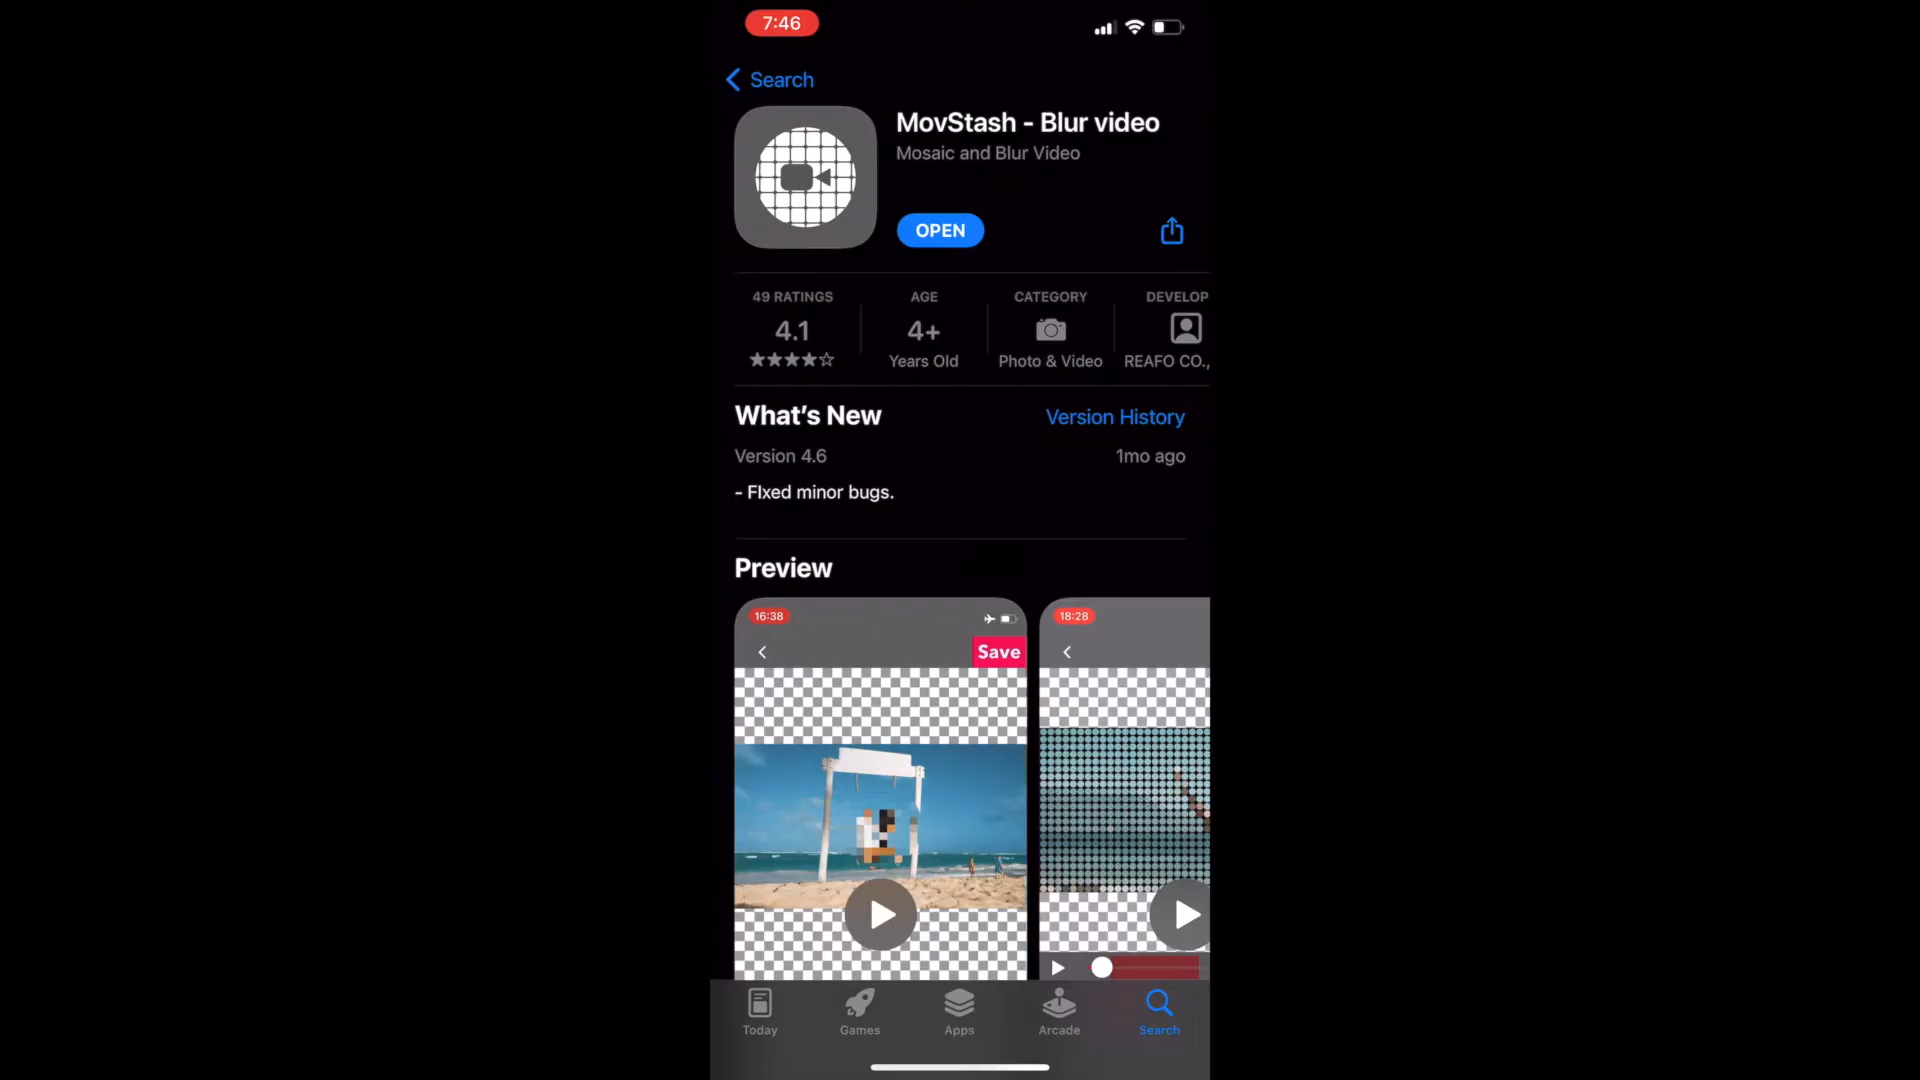 7:46
Search
MovStash - Blur video
Mosaic and Blur Video
OPEN
49 RATINGS
AGE
CATEGORY
DEVELOP
4.1
4+
Years Old
Photo & Video
REAFO CO.,
What's New
Version History
Version 4.6
1mo ago
- FIxed minor bugs.
Preview
16:38
18:28
Save
Today
Games
Apps
Arcade
Search